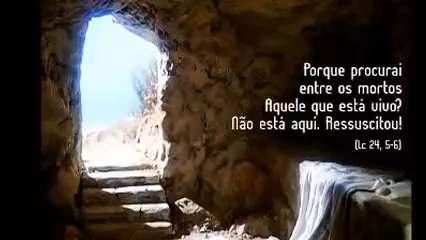 Porque procurai
entre os mortos
Aquele que está vivo?
Não está aqui. Ressuscitou!
(Lc 24, 5-6)